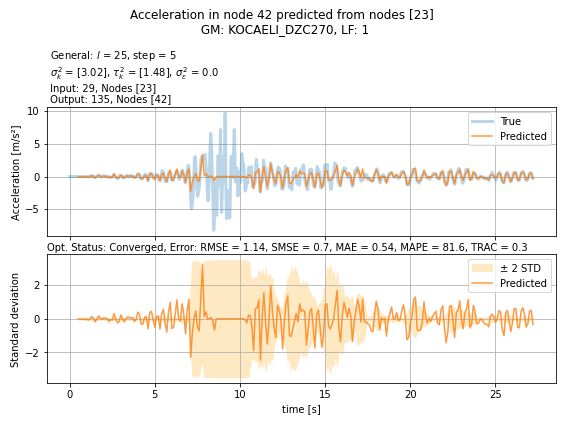 Acceleration in node 42 predicted from nodes [23]
GM: KOCAELI_DZC270, LF: 1
General: l = 25, step = 5
σ²ₖ = [3.02], τ²ₖ = [1.48], σ²_ε = 0.0
Input: 29, Nodes [23]
Output: 135, Nodes [42]
10
5
0
−5
Acceleration [m/s²]
True
Predicted
Opt. Status: Converged, Error: RMSE = 1.14, SMSE = 0.7, MAE = 0.54, MAPE = 81.6, TRAC = 0.3
2
0
−2
Standard deviation
± 2 STD
Predicted
0 5 10 15 20 25
time [s]